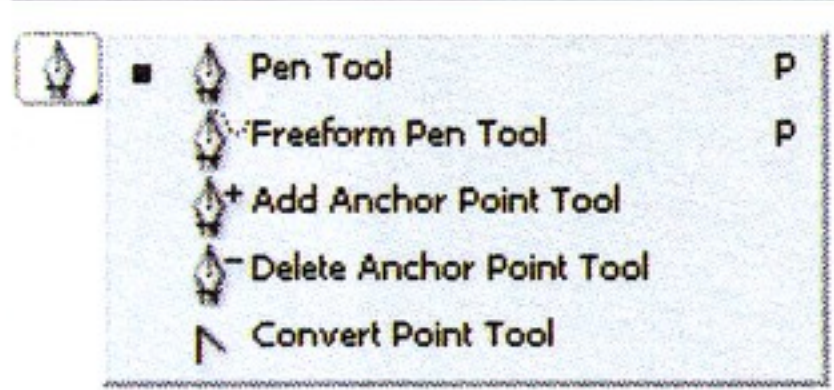 Pen Tool P
Freeform Pen Tool P
Add Anchor Point Tool
Delete Anchor Point Tool
Convert Point Tool